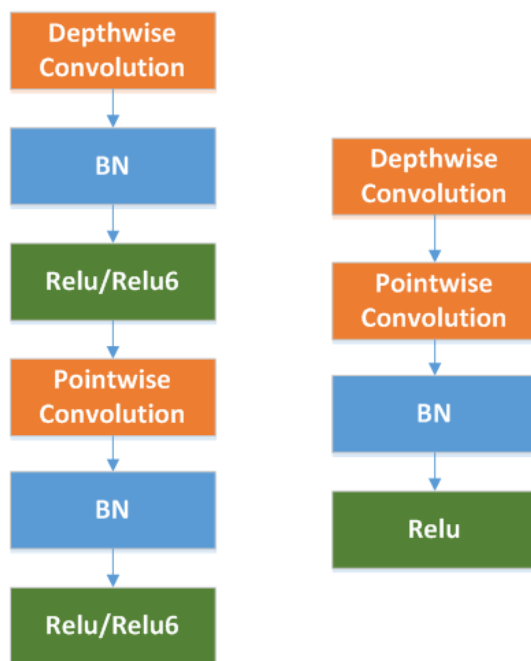 Depthwise
Convolution
BN
Relu/Relu6
Pointwise
Convolution
BN
Relu/Relu6
Depthwise
Convolution
Pointwise
Convolution
BN
Relu